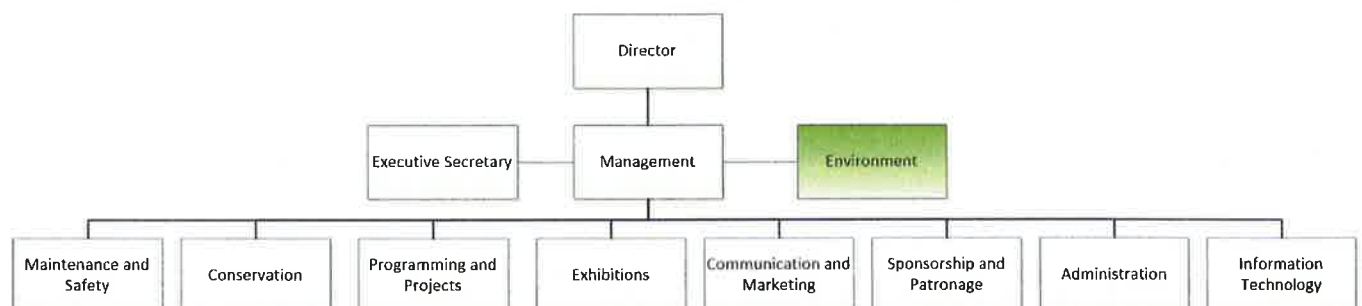 Director
Executive Secretary
Management
Environment
Maintenance and
Safety
Conservation
Programming and
Projects
Exhibitions
Communication and
Marketing
Sponsorship and
Patronage
Administration
Information
Technology